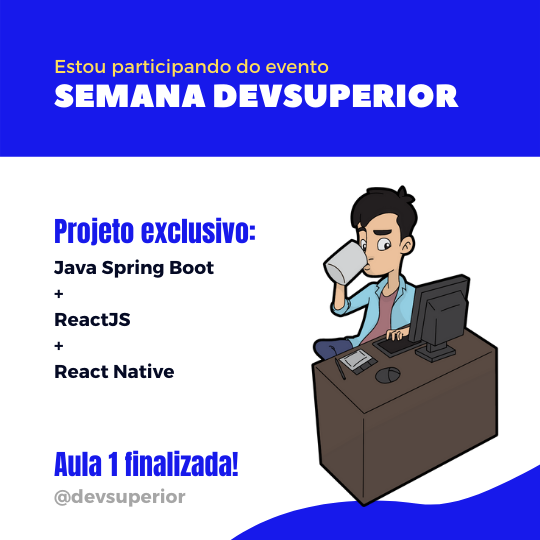 Estou participando do evento
SEMANA DEVSUPERIOR
Projeto exclusivo:
Java Spring Boot
+
ReactJS
+
React Native
Aula 1 finalizada!
@devsuperior